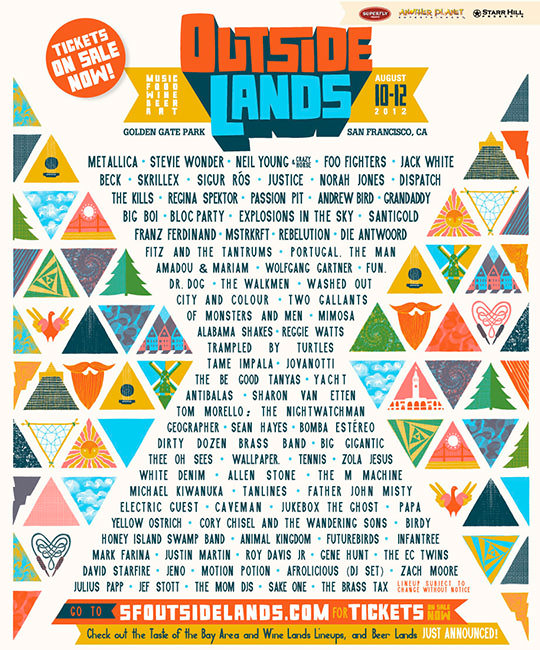 SUPERFLY
ANOTHER PLANET
ENTERTAINMENT
STARR HILL
PRESENTS
TICKETS
ON SALE
NOW!
OUTSIDE
LANDS
MUSIC
FOOD
WINE
BEER
ART
AUGUST
10-12
2012
GOLDEN GATE PARK
SAN FRANCISCO, CA
METALLICA • STEVIE WONDER • NEIL YOUNG & CRAZY HORSE • FOO FIGHTERS • JACK WHITE
BECK • SKRILLEX • SIGUR RÓS • JUSTICE • NORAH JONES • DISPATCH
THE KILLS • REGINA SPEKTOR • PASSION PIT • ANDREW BIRD • GRANDADDY
BIG BOI • BLOC PARTY • EXPLOSIONS IN THE SKY • SANTIGOLD
FRANZ FERDINAND • MSTRKRFT • REBELUTION • DIE ANTWOORD
FITZ AND THE TANTRUMS • PORTUGAL. THE MAN
AMADOU & MARIAM • WOLFGANG GARTNER • FUN.
DR. DOG • THE WALKMEN • WASHED OUT
CITY AND COLOUR • TWO GALLANTS
OF MONSTERS AND MEN • MIMOSA
ALABAMA SHAKES • REGGIE WATTS
TRAMPLED BY TURTLES
TAME IMPALA • JOVANOTTI
THE BE GOOD TANYAS • YACHT
ANTIBALAS • SHARON VAN ETTEN
TOM MORELLO: THE NIGHTWATCHMAN
GEOGRAPHER • SEAN HAYES • BOMBA ESTÉREO
DIRTY DOZEN BRASS BAND • BIG GIGANTIC
THEE OH SEES • WALLPAPER. • TENNIS • ZOLA JESUS
WHITE DENIM • ALLEN STONE • THE M MACHINE
MICHAEL KIWANUKA • TANLINES • FATHER JOHN MISTY
ELECTRIC GUEST • CAVEMAN • JUKEBOX THE GHOST • PAPA
YELLOW OSTRICH • CORY CHISEL AND THE WANDERING SONS • BIRDY
HONEY ISLAND SWAMP BAND • ANIMAL KINGDOM • FUTUREBIRDS • INFANTREE
MARK FARINA • JUSTIN MARTIN • ROY DAVIS JR • GENE HUNT • THE EC TWINS
DAVID STARFIRE • JENO • MOTION POTION • AFROLICIOUS (DJ SET) • ZACH MOORE
JULIUS PAPP • JEF STOTT • THE MOM DJS • SAKE ONE • THE BRASS TAX
LINEUP SUBJECT TO
CHANGE WITHOUT NOTICE
GO TO SFOUTSIDELANDS.COM FOR TICKETS ON SALE NOW
Check out the Taste of the Bay Area and Wine Lands Lineups, and Beer Lands JUST ANNOUNCED!